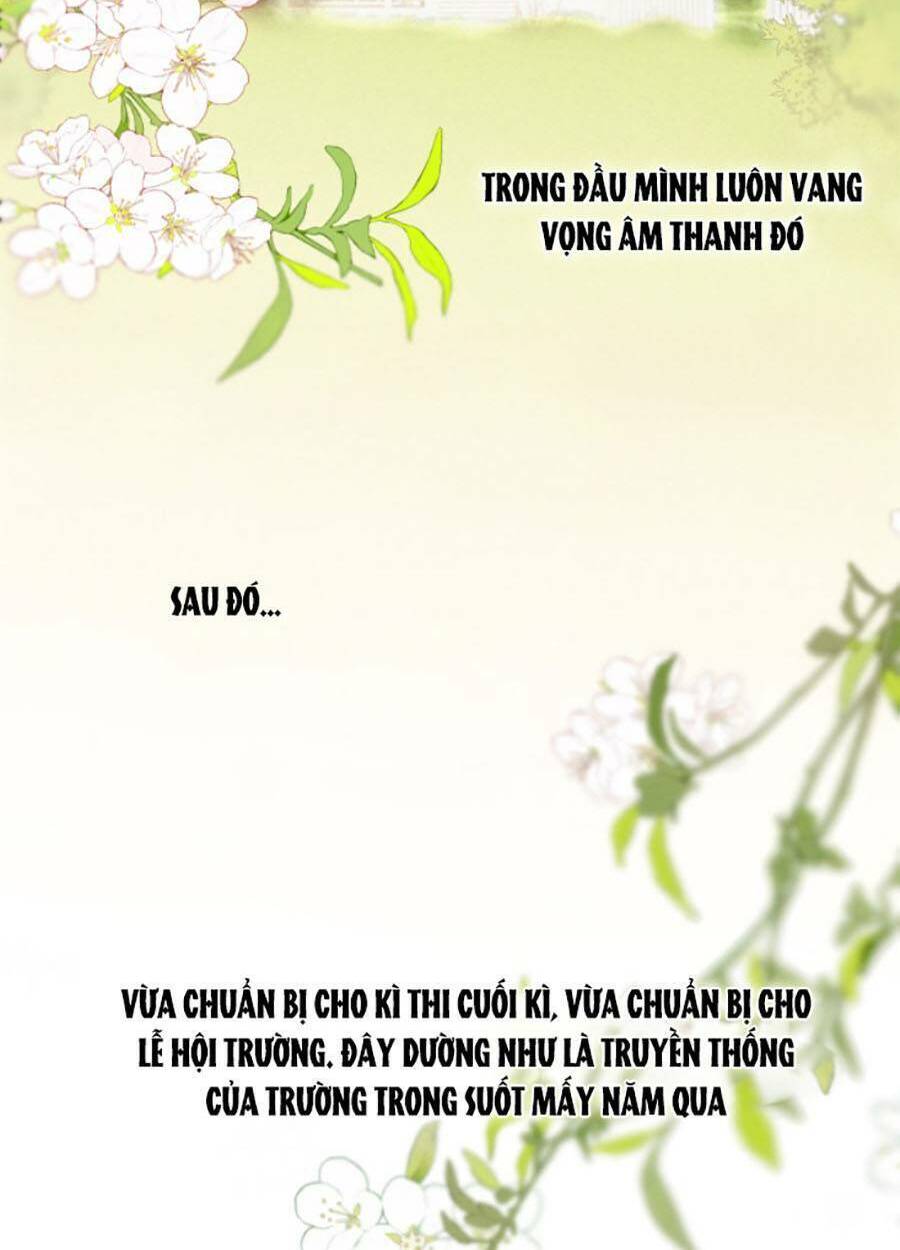 TRONG ĐẦU MÌNH LUÔN VANG
VỌNG ÂM THANH ĐÓ
SAU ĐÓ...
VỪA CHUẨN BỊ CHO KÌ THI CUỐI KÌ, VỪA CHUẨN BỊ CHO
LỄ HỘI TRƯỜNG. ĐÂY DƯỜNG NHƯ LÀ TRUYỀN THỐNG
CỦA TRƯỜNG TRONG SUỐT MẤY NĂM QUA